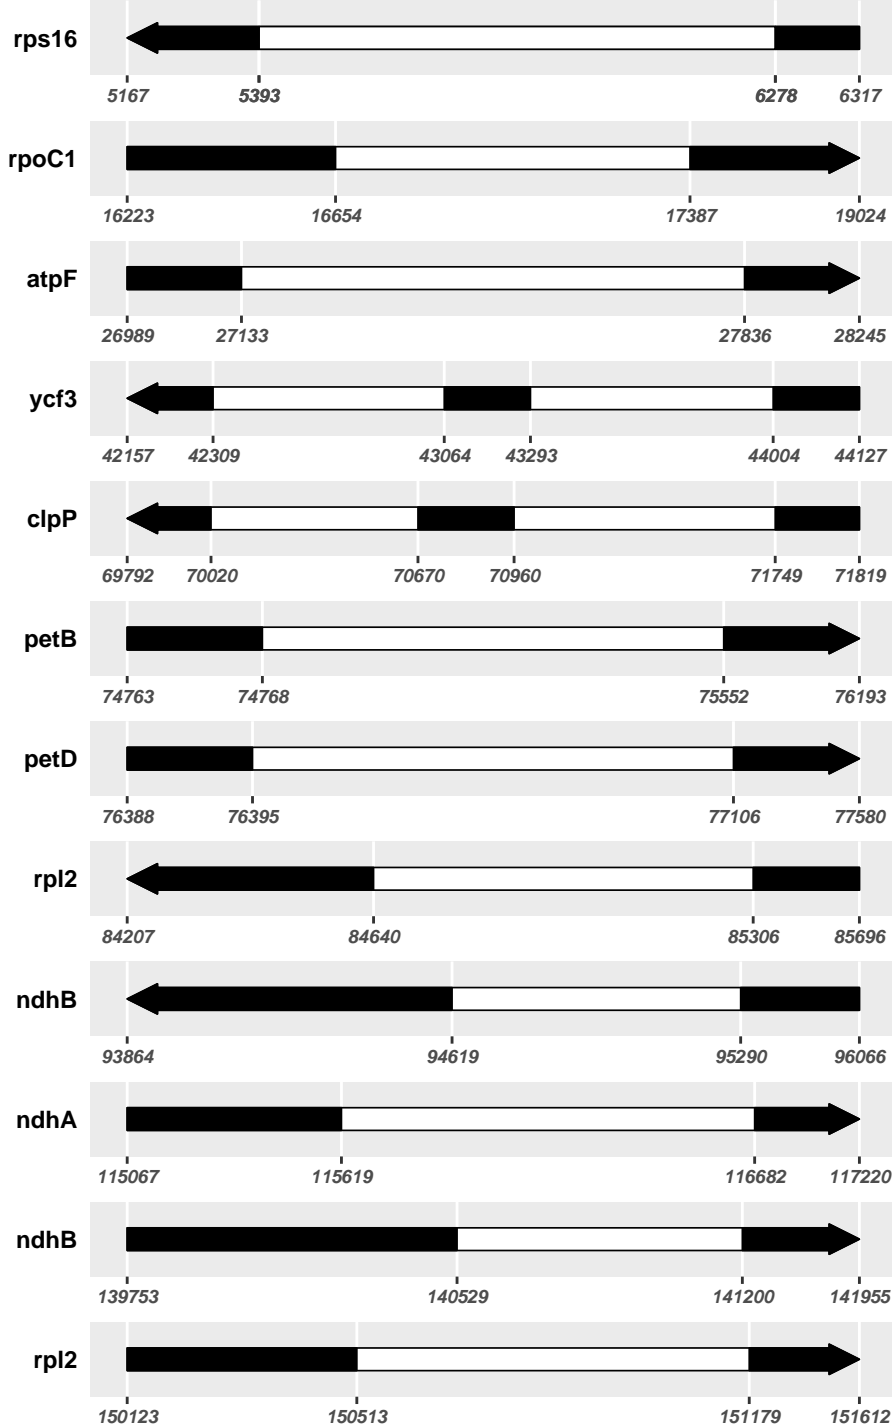 rps16
5167 5393 6278 6317
rpoC1
16223 16654 17387 19024
atpF
26989 27133 27836 28245
ycf3
42157 42309 43064 43293 44004 44127
clpP
69792 70020 70670 70960 71749 71819
petB
74763 74768 75552 76193
petD
76388 76395 77106 77580
rpl2
84207 84640 85306 85696
ndhB
93864 94619 95290 96066
ndhA
115067 115619 116682 117220
ndhB
139753 140529 141200 141955
rpl2
150123 150513 151179 151612